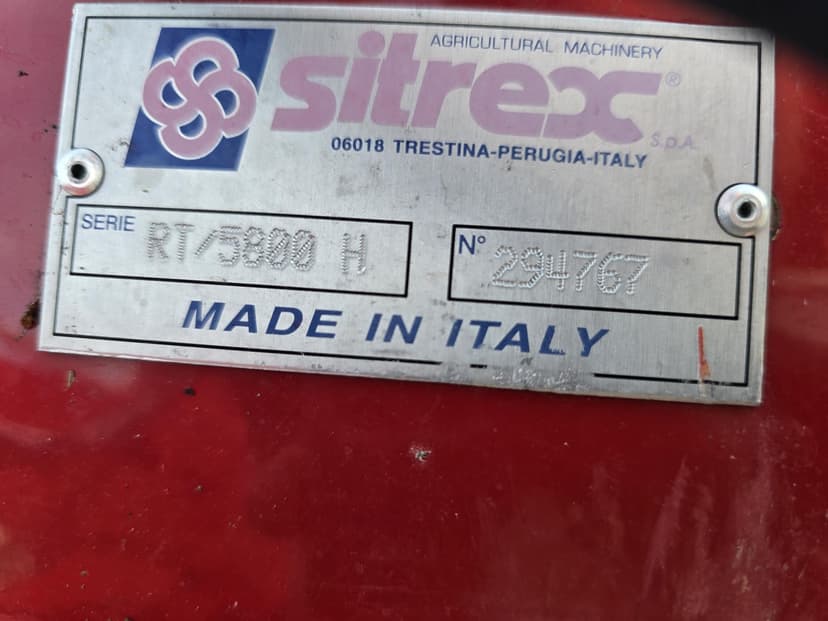 AGRICULTURAL MACHINERY
sitrex®
S.p.A.
06018 TRESTINA-PERUGIA-ITALY
SERIE RT/5800 H
N° 294767
MADE IN ITALY